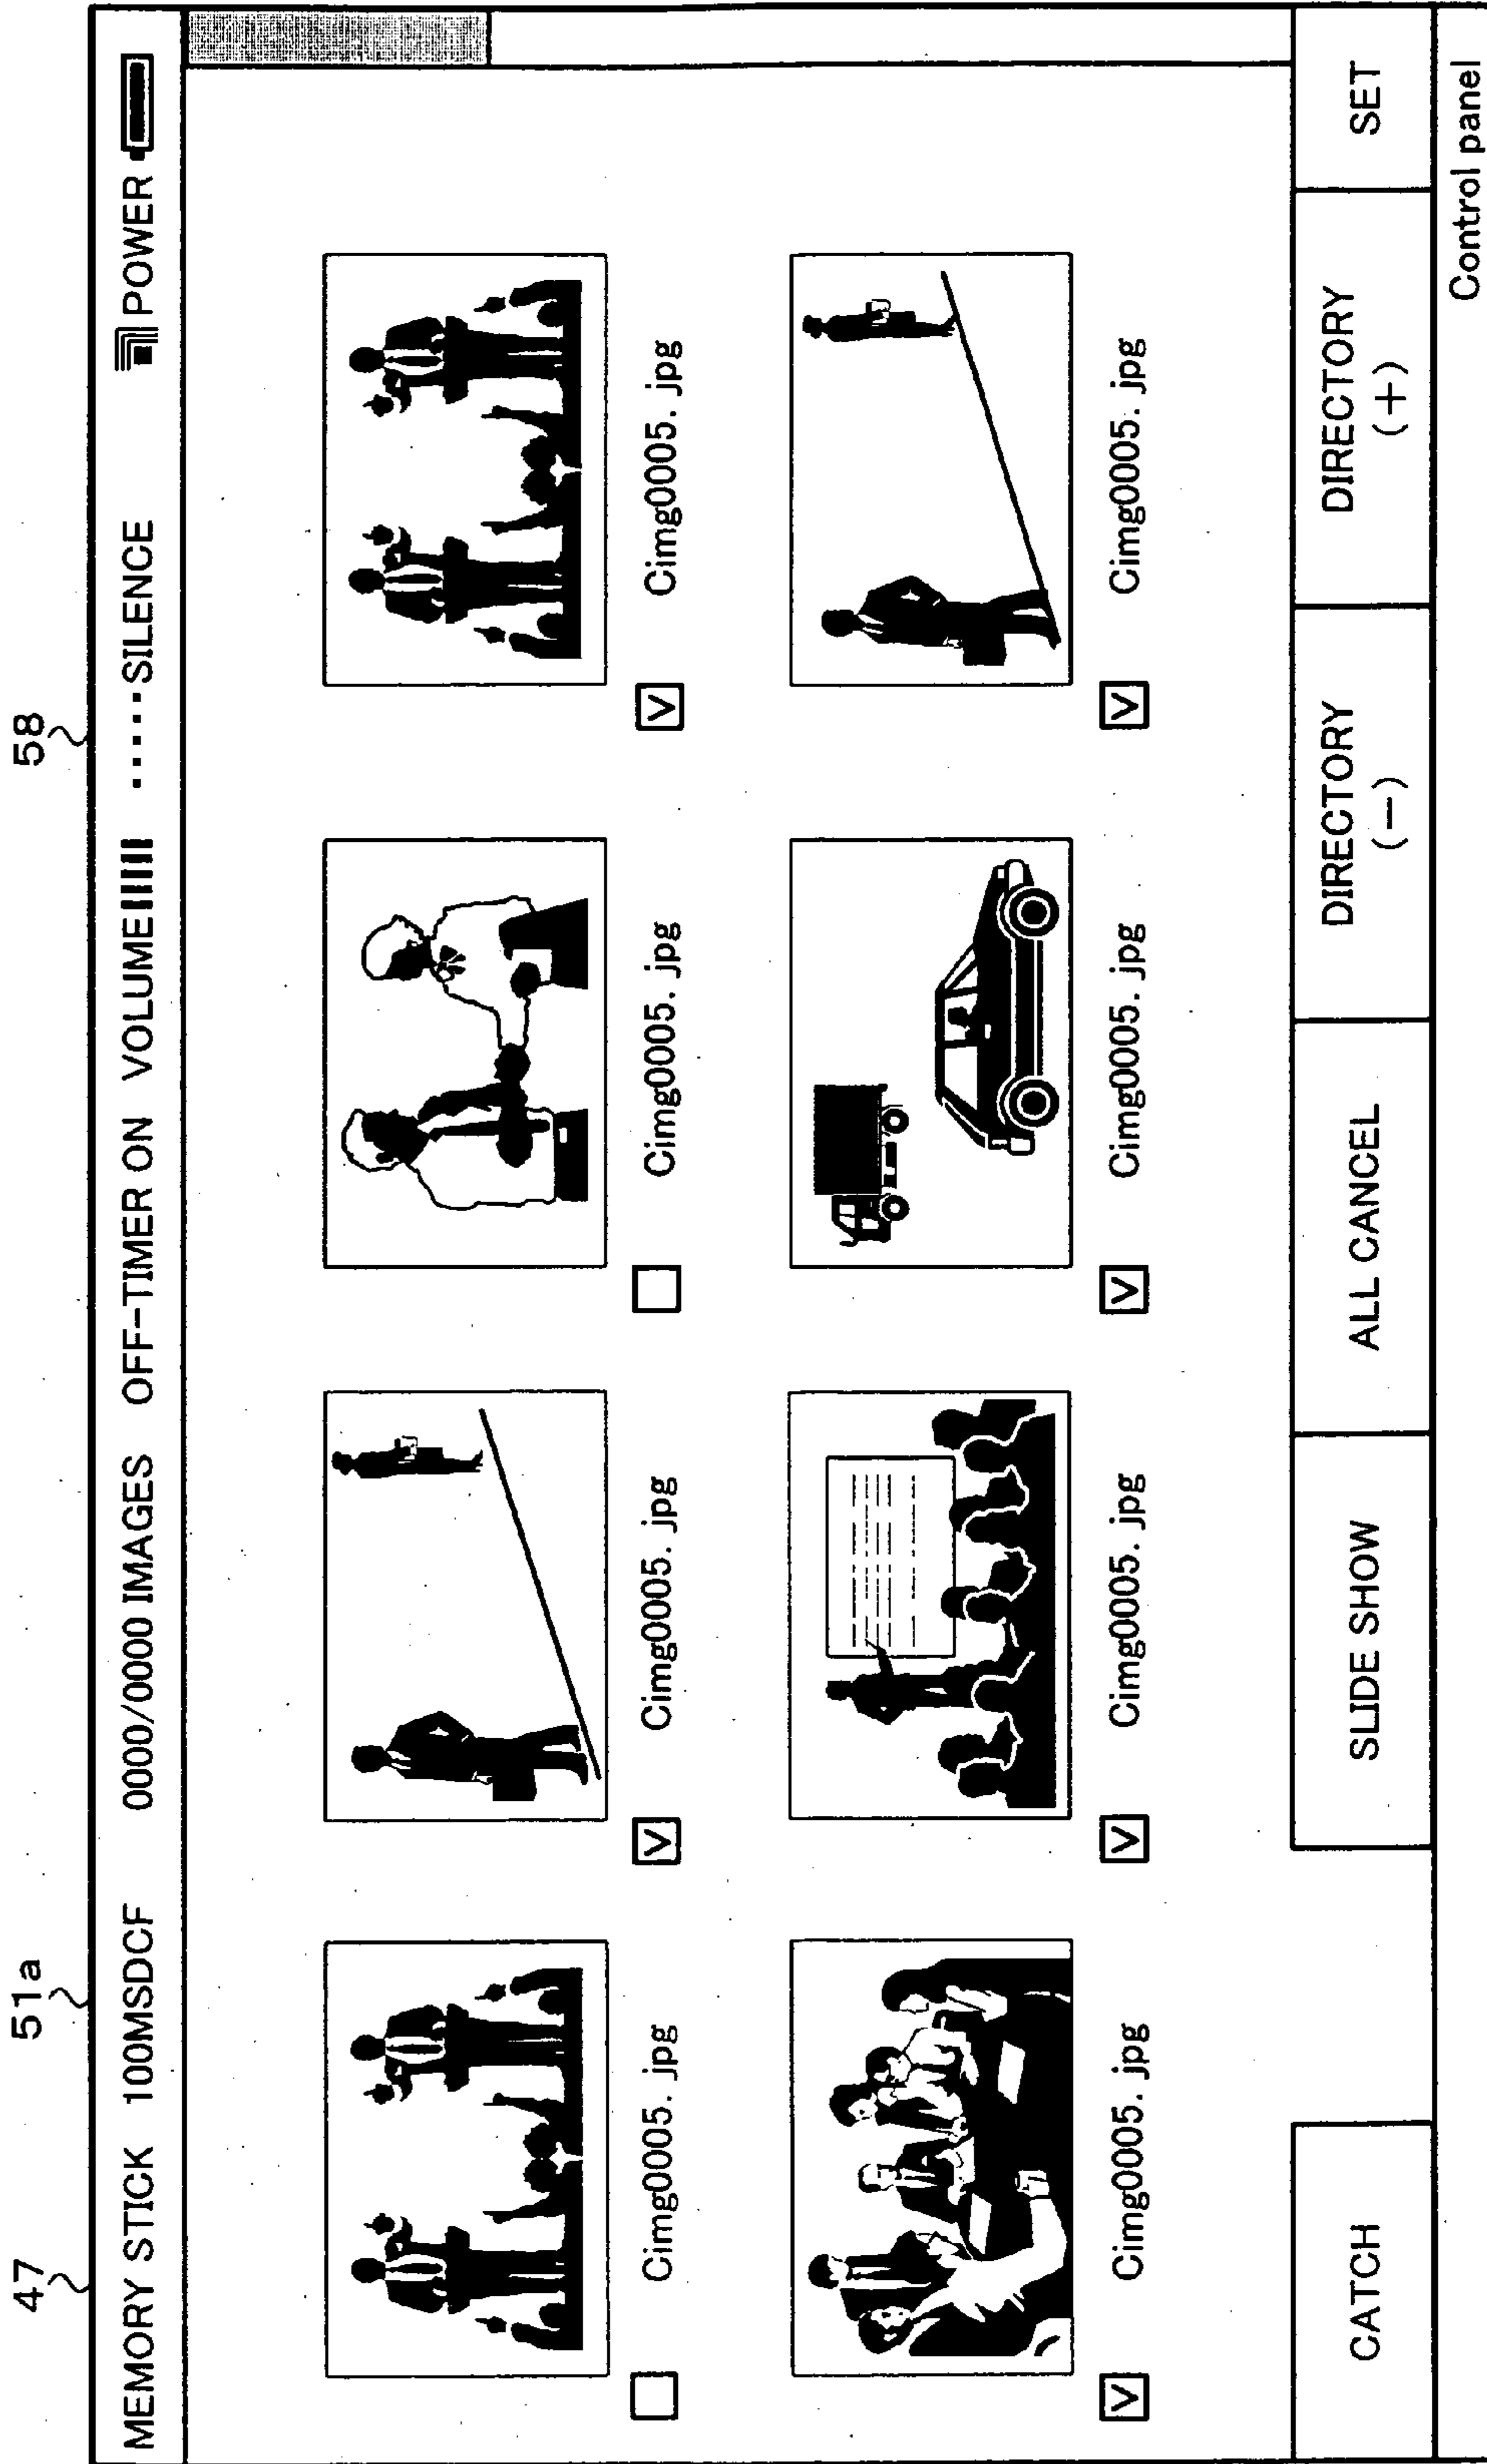 47 51a 58
MEMORY STICK 100MSDCF 0000/0000 IMAGES OFF-TIMER ON VOLUME ·····SILENCE POWER
Cimg0005. jpg Cimg0005. jpg Cimg0005. jpg Cimg0005. jpg
V V
Cimg0005. jpg Cimg0005. jpg Cimg0005. jpg Cimg0005. jpg
V V V V
CATCH SLIDE SHOW ALL CANCEL DIRECTORY DIRECTORY SET
(−) (+)
Control panel